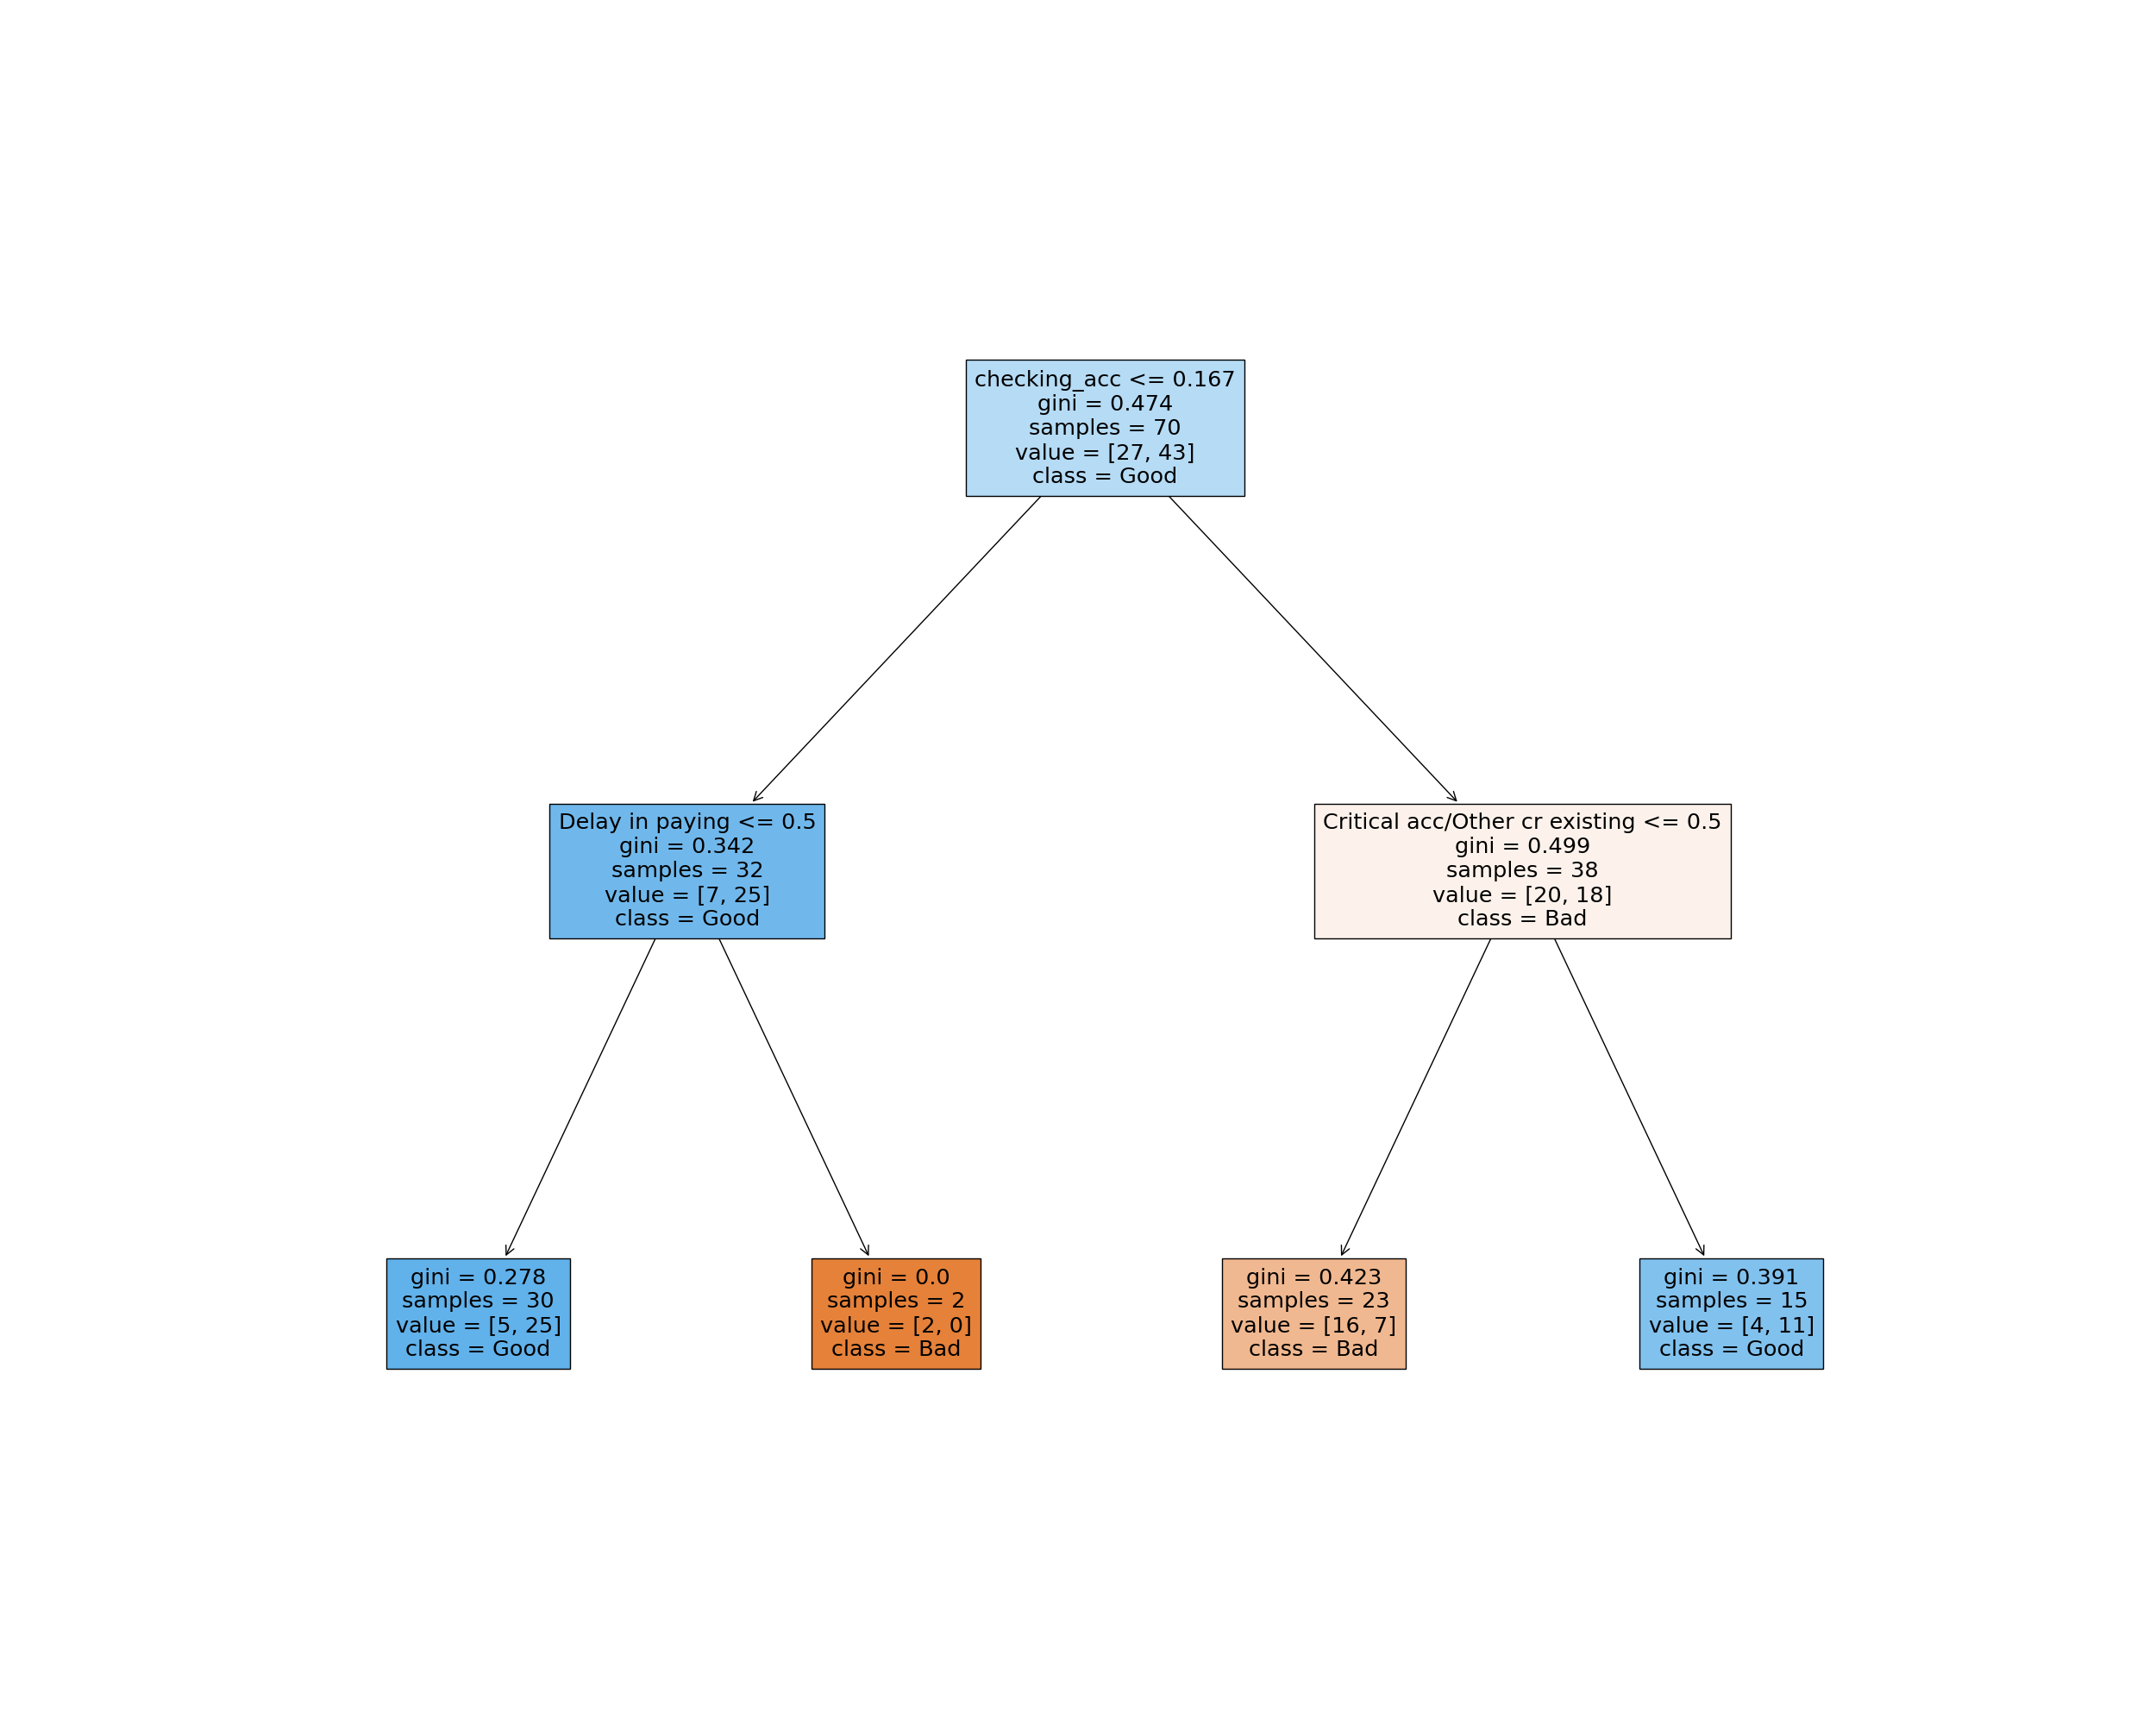 checking_acc <= 0.167
gini = 0.474
samples = 70
value = [27, 43]
class = Good
Delay in paying <= 0.5
gini = 0.342
samples = 32
value = [7, 25]
class = Good
Critical acc/Other cr existing <= 0.5
gini = 0.499
samples = 38
value = [20, 18]
class = Bad
gini = 0.278
samples = 30
value = [5, 25]
class = Good
gini = 0.0
samples = 2
value = [2, 0]
class = Bad
gini = 0.423
samples = 23
value = [16, 7]
class = Bad
gini = 0.391
samples = 15
value = [4, 11]
class = Good